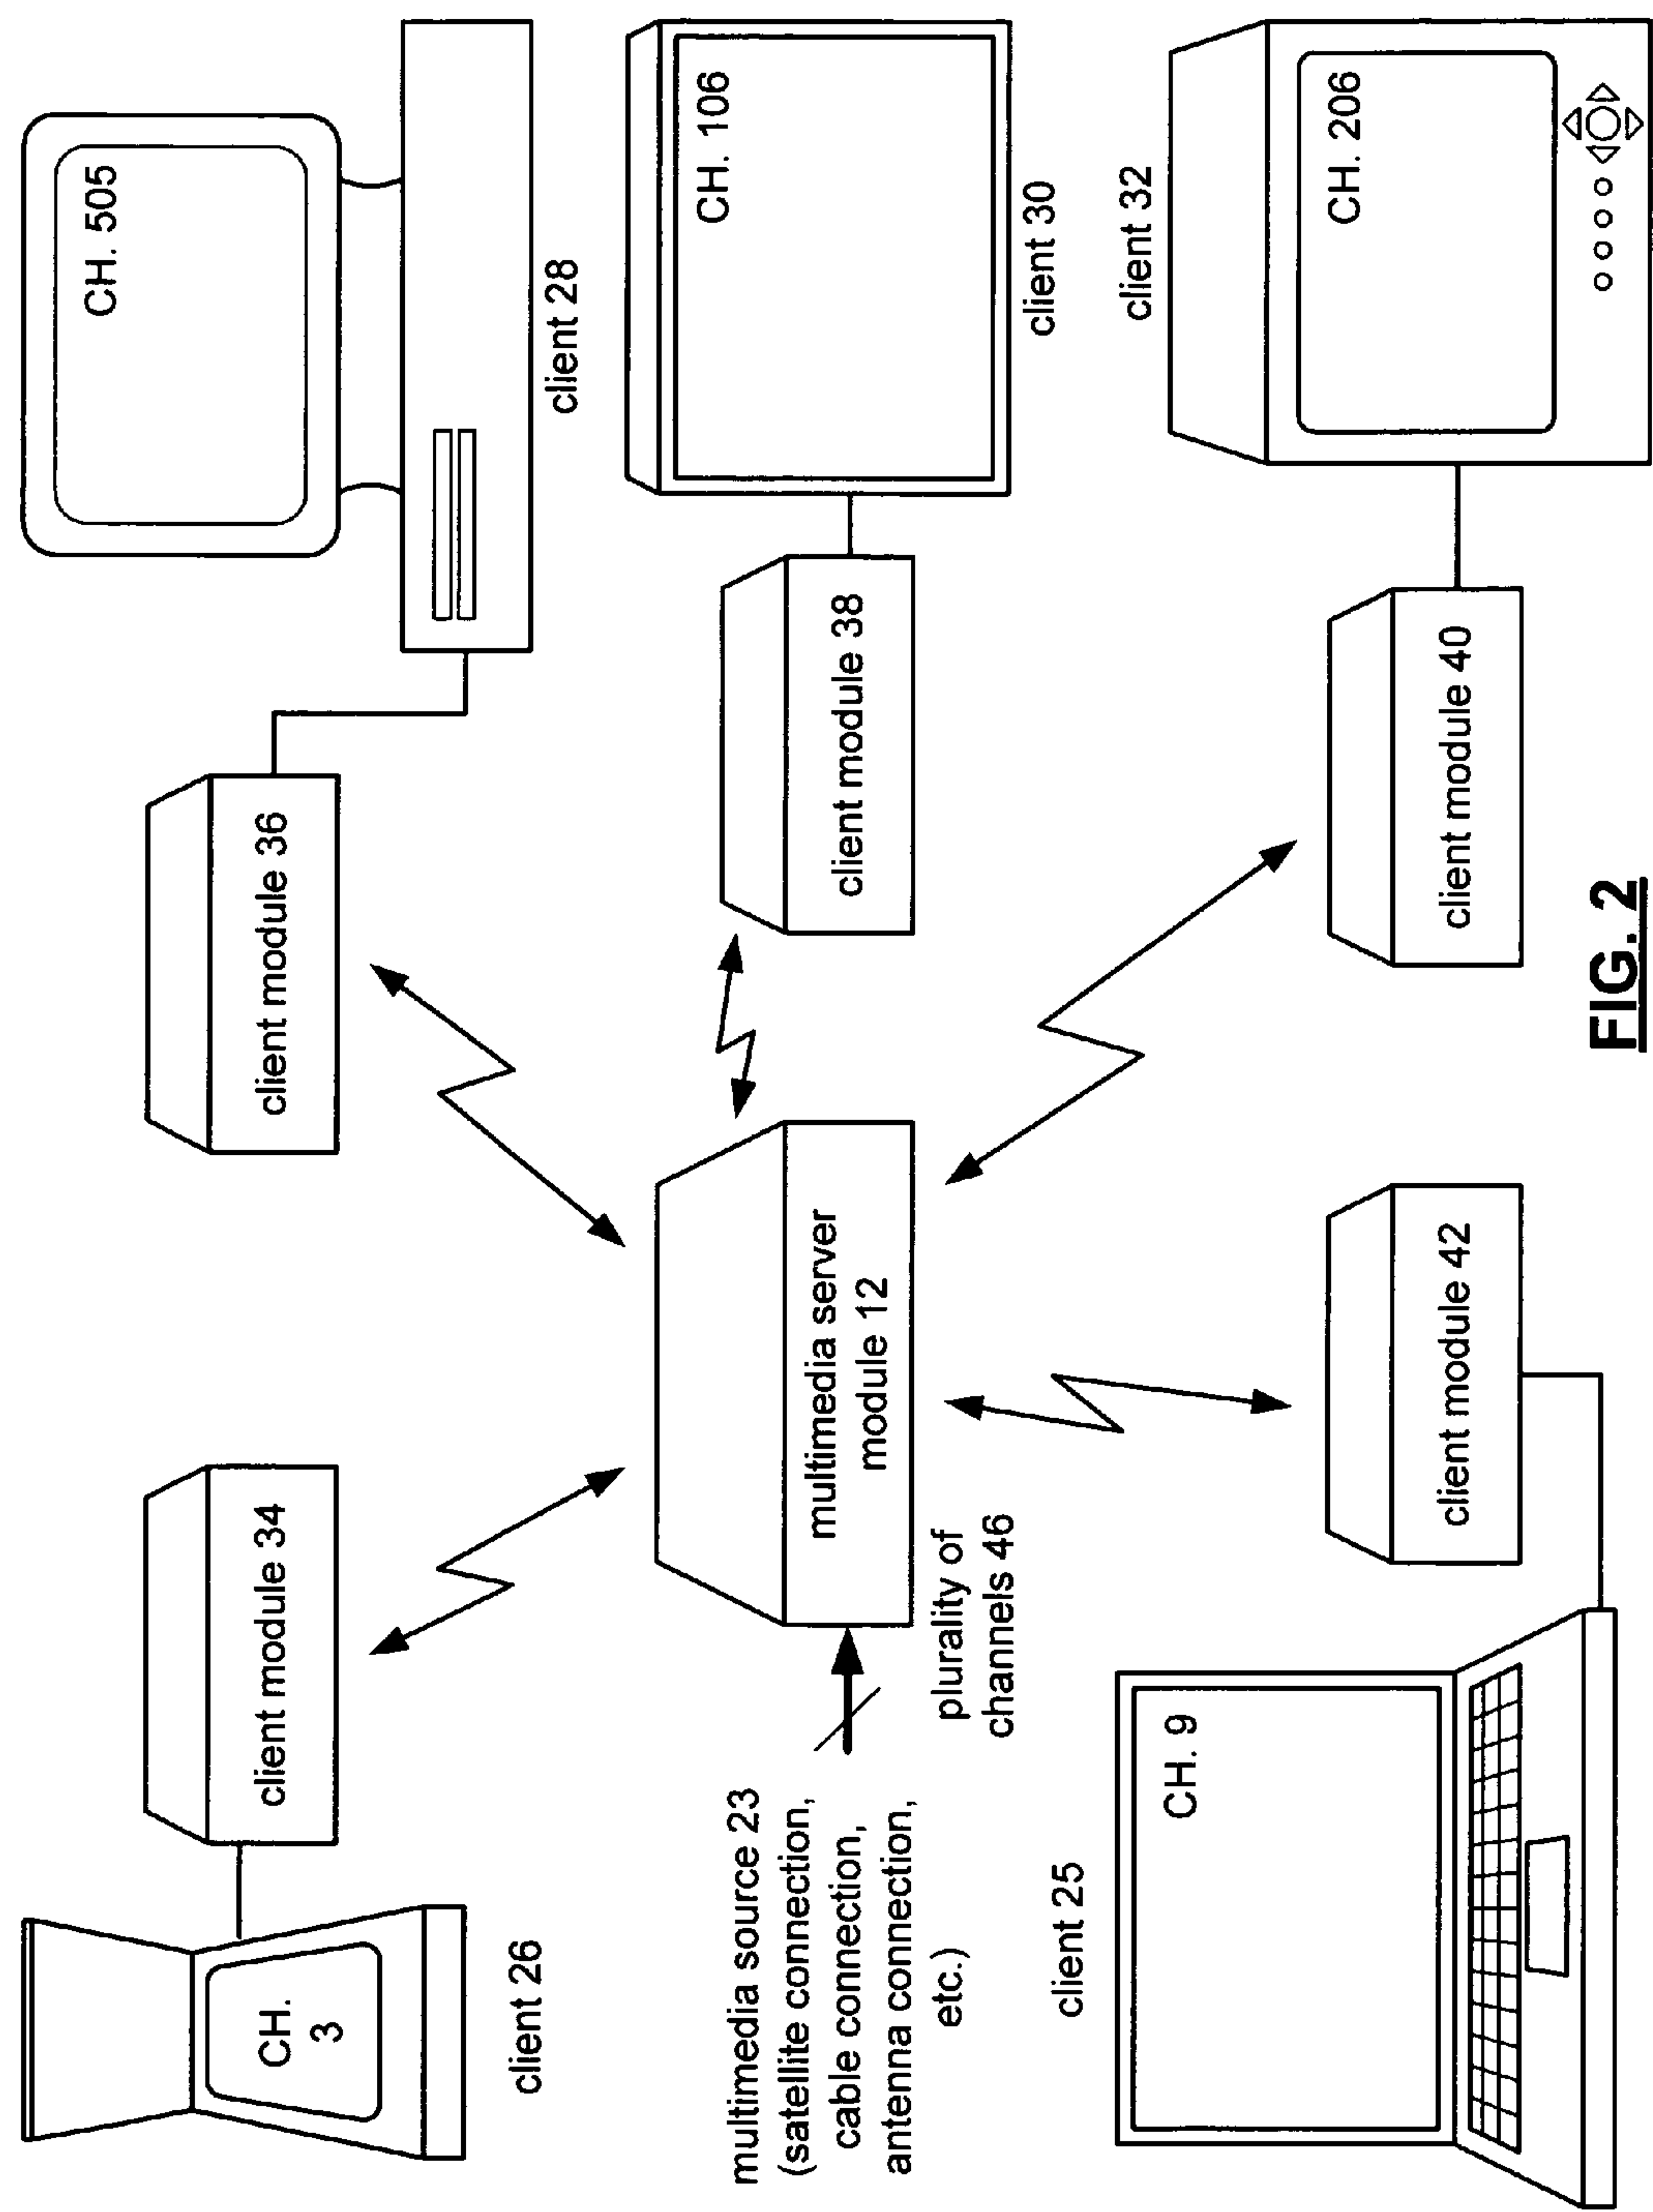 CH.
3
client 26
client module 34
client module 36
CH. 505
client 28
multimedia source 23
(satellite connection,
cable connection,
antenna connection,
etc.)
plurality of
channels 46
multimedia server
module 12
client module 38
CH. 106
client 30
client 25
CH. 9
client module 42
client module 40
client 32
CH. 206
FIG. 2